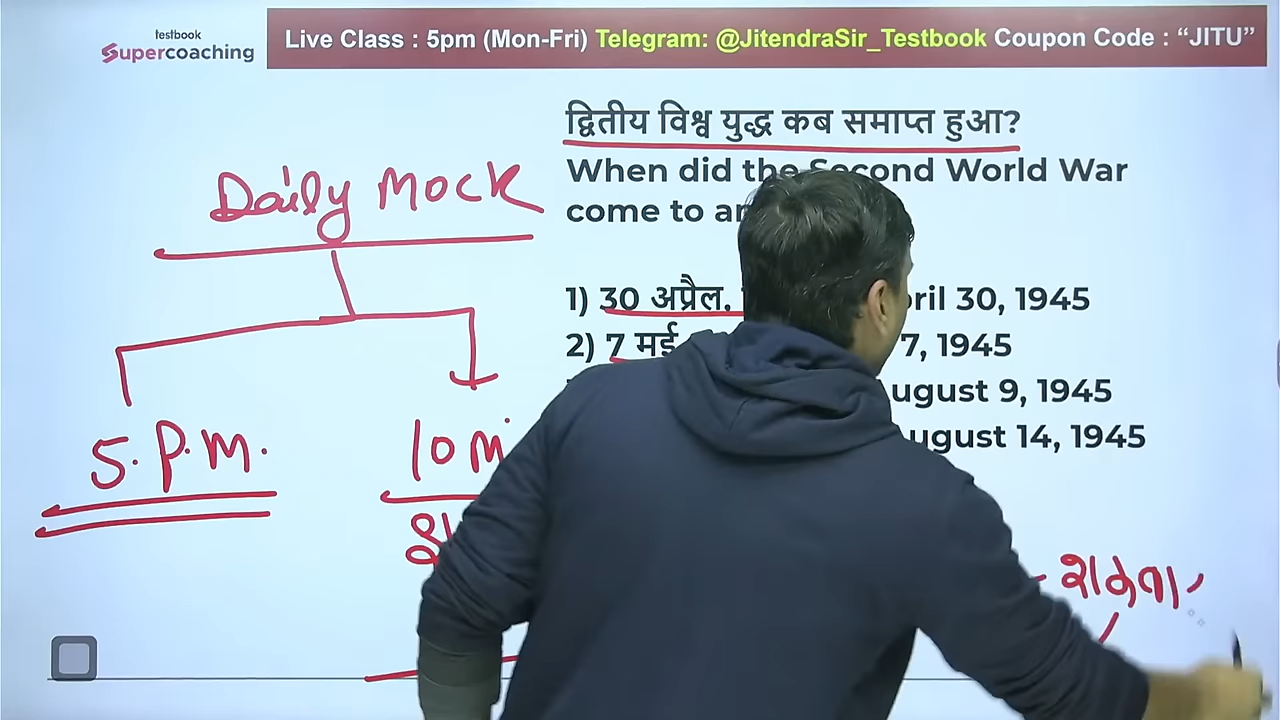 testbook
Supercoaching
Live Class : 5pm (Mon-Fri) Telegram: @JitendraSir_Testbook Coupon Code : “JITU”
द्वितीय विश्व युद्ध कब समाप्त हुआ?
When did the Second World War
come to an
1) 30 अप्रैल, ril 30, 1945
2) 7 मई 7, 1945
ugust 9, 1945
ugust 14, 1945
Daily Mock
5. P.M.
10 Mi